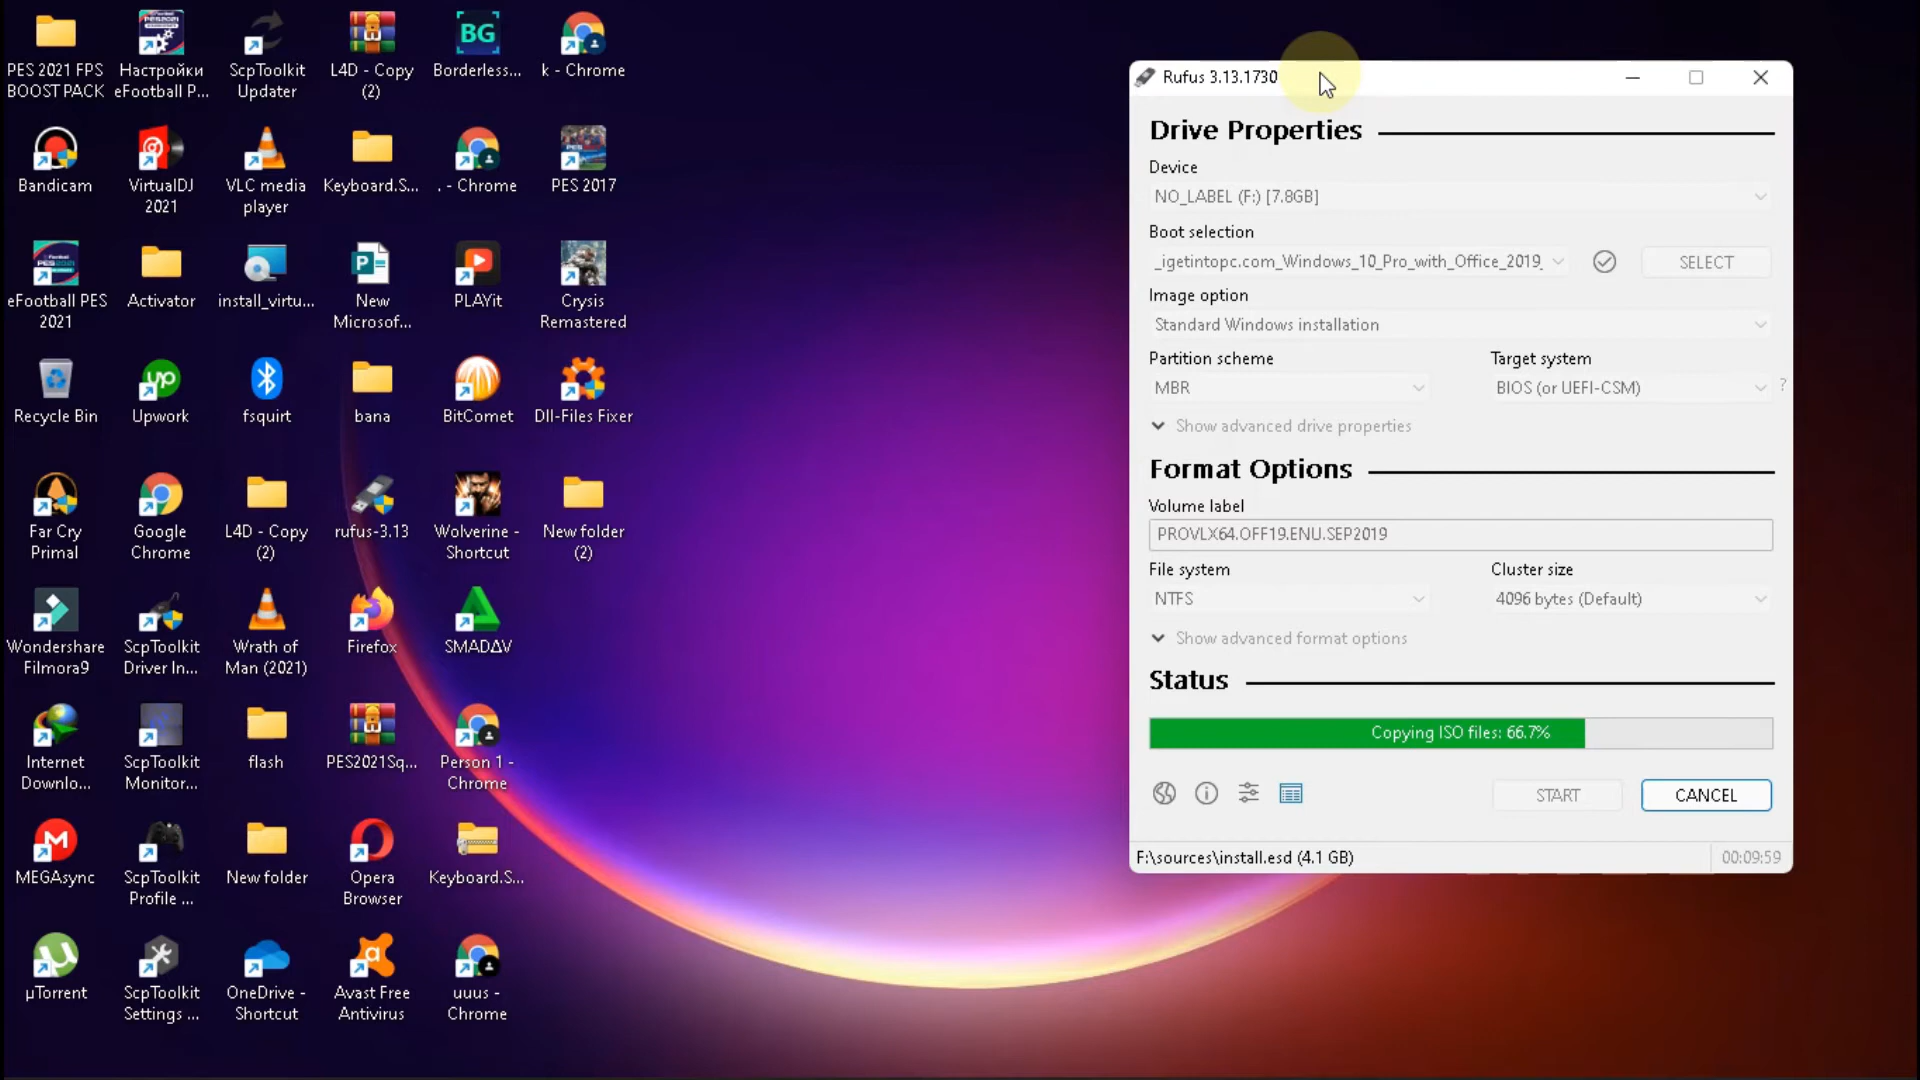 PES 2021 FPS
BOOST PACK
Настройки
eFootball P...
ScpToolkit
Updater
L4D - Copy
(2)
BG
Borderless...
k - Chrome
Bandicam
VirtualDJ
2021
VLC media
player
Keyboard.S...
. - Chrome
PES 2017
eFootball PES
2021
Activator
install_virtu...
New
Microsof...
PLAYit
Crysis
Remastered
Recycle Bin
up
Upwork
fsquirt
bana
BitComet
Dll-Files Fixer
Far Cry
Primal
Google
Chrome
L4D - Copy
(2)
rufus-3.13
Wolverine -
Shortcut
New folder
(2)
Wondershare
Filmora9
ScpToolkit
Driver In...
Wrath of
Man (2021)
Firefox
SMADΔV
Internet
Downlo...
ScpToolkit
Monitor...
flash
PES2021Sq...
Person 1 -
Chrome
MEGAsync
ScpToolkit
Profile ...
New folder
Opera
Browser
Keyboard.S...
µTorrent
ScpToolkit
Settings ...
OneDrive -
Shortcut
Avast Free
Antivirus
uuus -
Chrome
Rufus 3.13.1730
Drive Properties
Device
NO_LABEL (F:) [7.8GB]
Boot selection
_igetintopc.com_Windows_10_Pro_with_Office_2019_
SELECT
Image option
Standard Windows installation
Partition scheme
Target system
MBR
BIOS (or UEFI-CSM)
?
Show advanced drive properties
Format Options
Volume label
PROVLX64.OFF19.ENU.SEP2019
File system
Cluster size
NTFS
4096 bytes (Default)
Show advanced format options
Status
Copying ISO files: 66.7%
START
CANCEL
F:\sources\install.esd (4.1 GB)
00:09:59